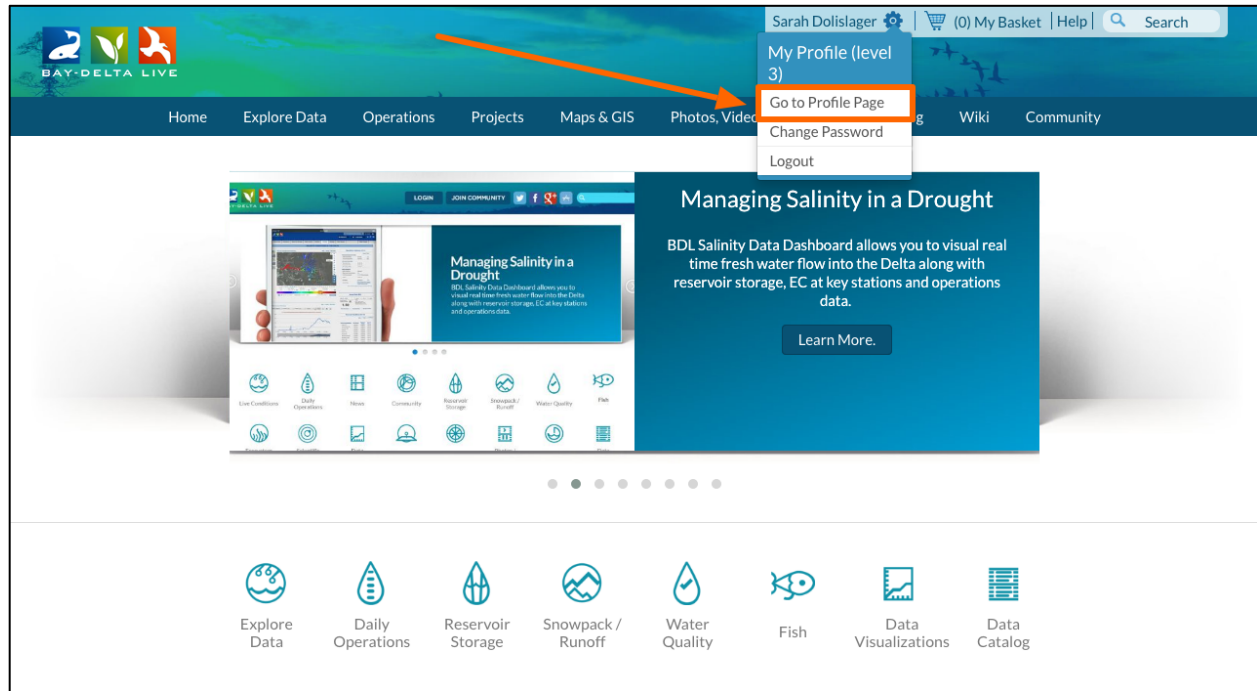 Sarah Dolislager
(0) My Basket | Help |
Search
BAY-DELTA LIVE
My Profile (level
3)
Go to Profile Page
Change Password
Logout
Home Explore Data Operations Projects Maps & GIS Photos, Video g Wiki Community
LOGIN JOIN COMMUNITY
Managing Salinity in a
Drought
BDL Salinity Data Dashboard allows you to
visual real time fresh water flow into the Delta
along with reservoir storage, EC at key stations
and operations data.
Live Conditions
Daily
Operations
News
Community
Reservoir
Storage
Snowpack /
Runoff
Water Quality
Fish
Managing Salinity in a Drought
BDL Salinity Data Dashboard allows you to visual real
time fresh water flow into the Delta along with
reservoir storage, EC at key stations and operations
data.
Learn More.
Explore
Data
Daily
Operations
Reservoir
Storage
Snowpack /
Runoff
Water
Quality
Fish
Data
Visualizations
Data
Catalog